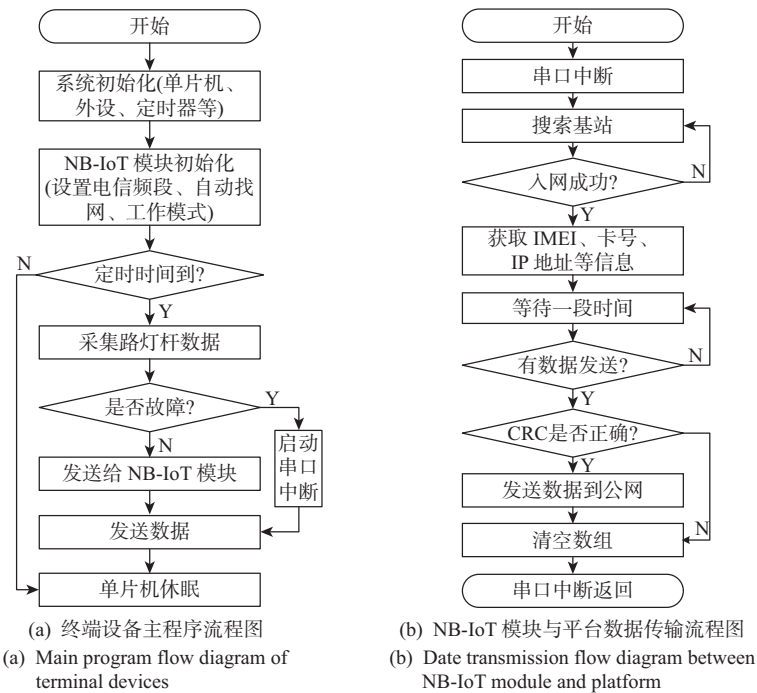 开始
系统初始化(单片机、
外设、定时器等)
NB-IoT 模块初始化
(设置电信频段、自动找
网、工作模式)
N
定时时间到?
Y
采集路灯杆数据
是否故障?
Y
N
启动
串口
中断
发送给 NB-IoT 模块
发送数据
单片机休眠
(a) 终端设备主程序流程图
(a) Main program flow diagram of
terminal devices
开始
串口中断
搜索基站
入网成功?
N
Y
获取 IMEI、卡号、
IP 地址等信息
等待一段时间
N
有数据发送?
Y
CRC是否正确?
Y
发送数据到公网
N
清空数组
串口中断返回
(b) NB-IoT 模块与平台数据传输流程图
(b) Date transmission flow diagram between
NB-IoT module and platform